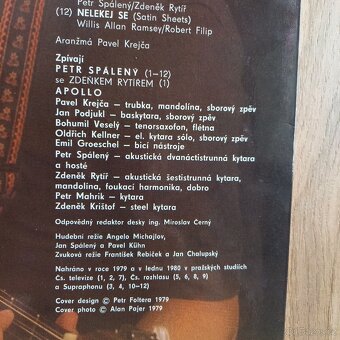 Petr Spálený/Zdeněk Rytíř
(12) NELEKEJ SE (Satin Sheets)
Willis Allan Ramsey/Robert Filip
Aranžmá Pavel Krejča
Zpívají
PETR SPÁLENÝ (1—12)
se ZDEŇKEM RYTÍŘEM (1)
APOLLO
Pavel Krejča — trubka, mandolína, sborový zpěv
Jan Podjukl — baskytara, sborový zpěv
Bohumil Veselý — tenorsaxofon, flétna
Oldřich Kellner — el. kytara sólo, sborový zpěv
Emil Groeschel — bicí nástroje
Petr Spálený — akustická dvanáctistrunná kytara
a hosté
Zdeněk Rytíř — akustická šestistrunná kytara,
mandolína, foukací harmonika, dobro
Petr Mahrik — kytara
Zdeněk Krištof — steel kytara
Odpovědný redaktor desky ing. Miroslav Černý
Hudební režie Angelo Michajlov,
Jan Spálený a Pavel Kühn
Zvuková režie František Řebíček a Jan Chalupský
Nahráno v roce 1979 a v lednu 1980 v pražských studiích
Čs. televize (1, 2, 7), Čs. rozhlasu (5, 6, 8, 9)
a Supraphonu (3, 4, 10—12)
Cover design © Petr Foltera 1979
Cover photo © Alan Pajer 1979